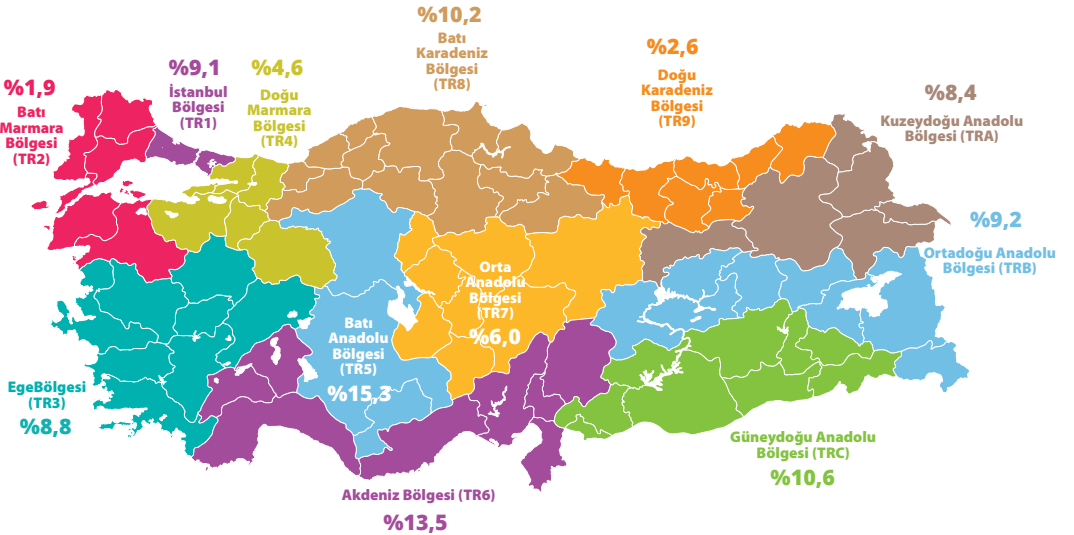 %10,2
Batı
Karadeniz
Bölgesi
(TR8)
%9,1
İstanbul
Bölgesi
(TR1)
%4,6
Doğu
Marmara
Bölgesi
(TR4)
%2,6
Doğu
Karadeniz
Bölgesi
(TR9)
%1,9
Batı
Marmara
Bölgesi
(TR2)
%8,4
Kuzeydoğu Anadolu
Bölgesi (TRA)
%9,2
Ortadoğu Anadolu
Bölgesi (TRB)
Orta
Anadolu
Bölgesi
(TR7)
%6,0
Batı
Anadolu
Bölgesi
(TR5)
%15,3
EgeBölgesi
(TR3)
%8,8
Güneydoğu Anadolu
Bölgesi (TRC)
%10,6
Akdeniz Bölgesi (TR6)
%13,5